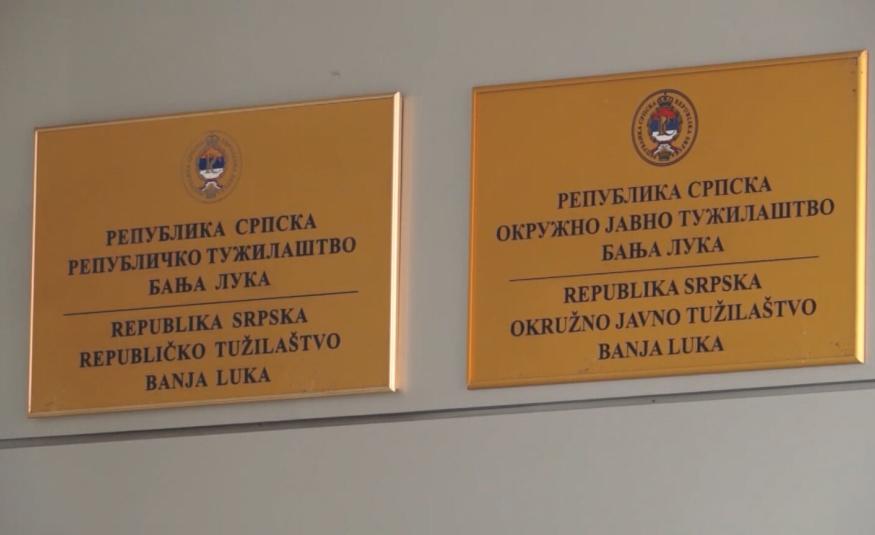 РЕПУБЛИКА СРПСКА
РЕПУБЛИЧКО ТУЖИЛАШТВО
БАЊА ЛУКА
REPUBLIKA SRPSKA
REPUBLIČKO TUŽILAŠTVO
BANJA LUKA
РЕПУБЛИКА СРПСКА
ОКРУЖНО ЈАВНО ТУЖИЛАШТВО
БАЊА ЛУКА
REPUBLIKA SRPSKA
OKRUŽNO JAVNO TUŽILAŠTVO
BANJA LUKA